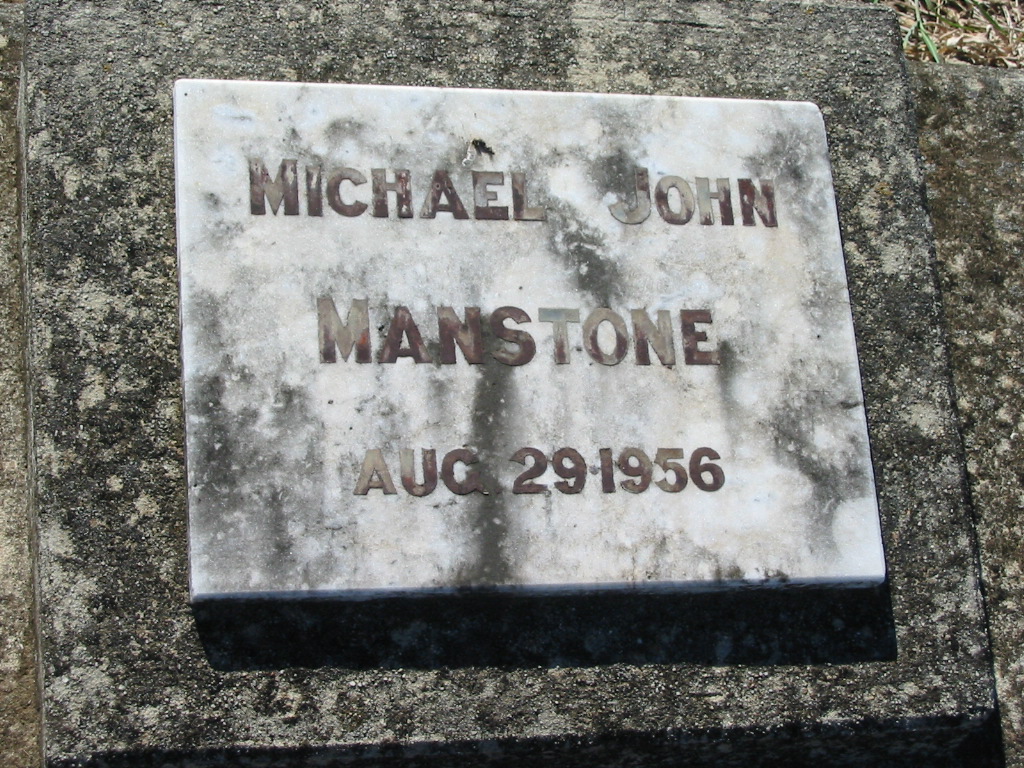 MICHAEL JOHN
MANSTONE
AUG 29 1956